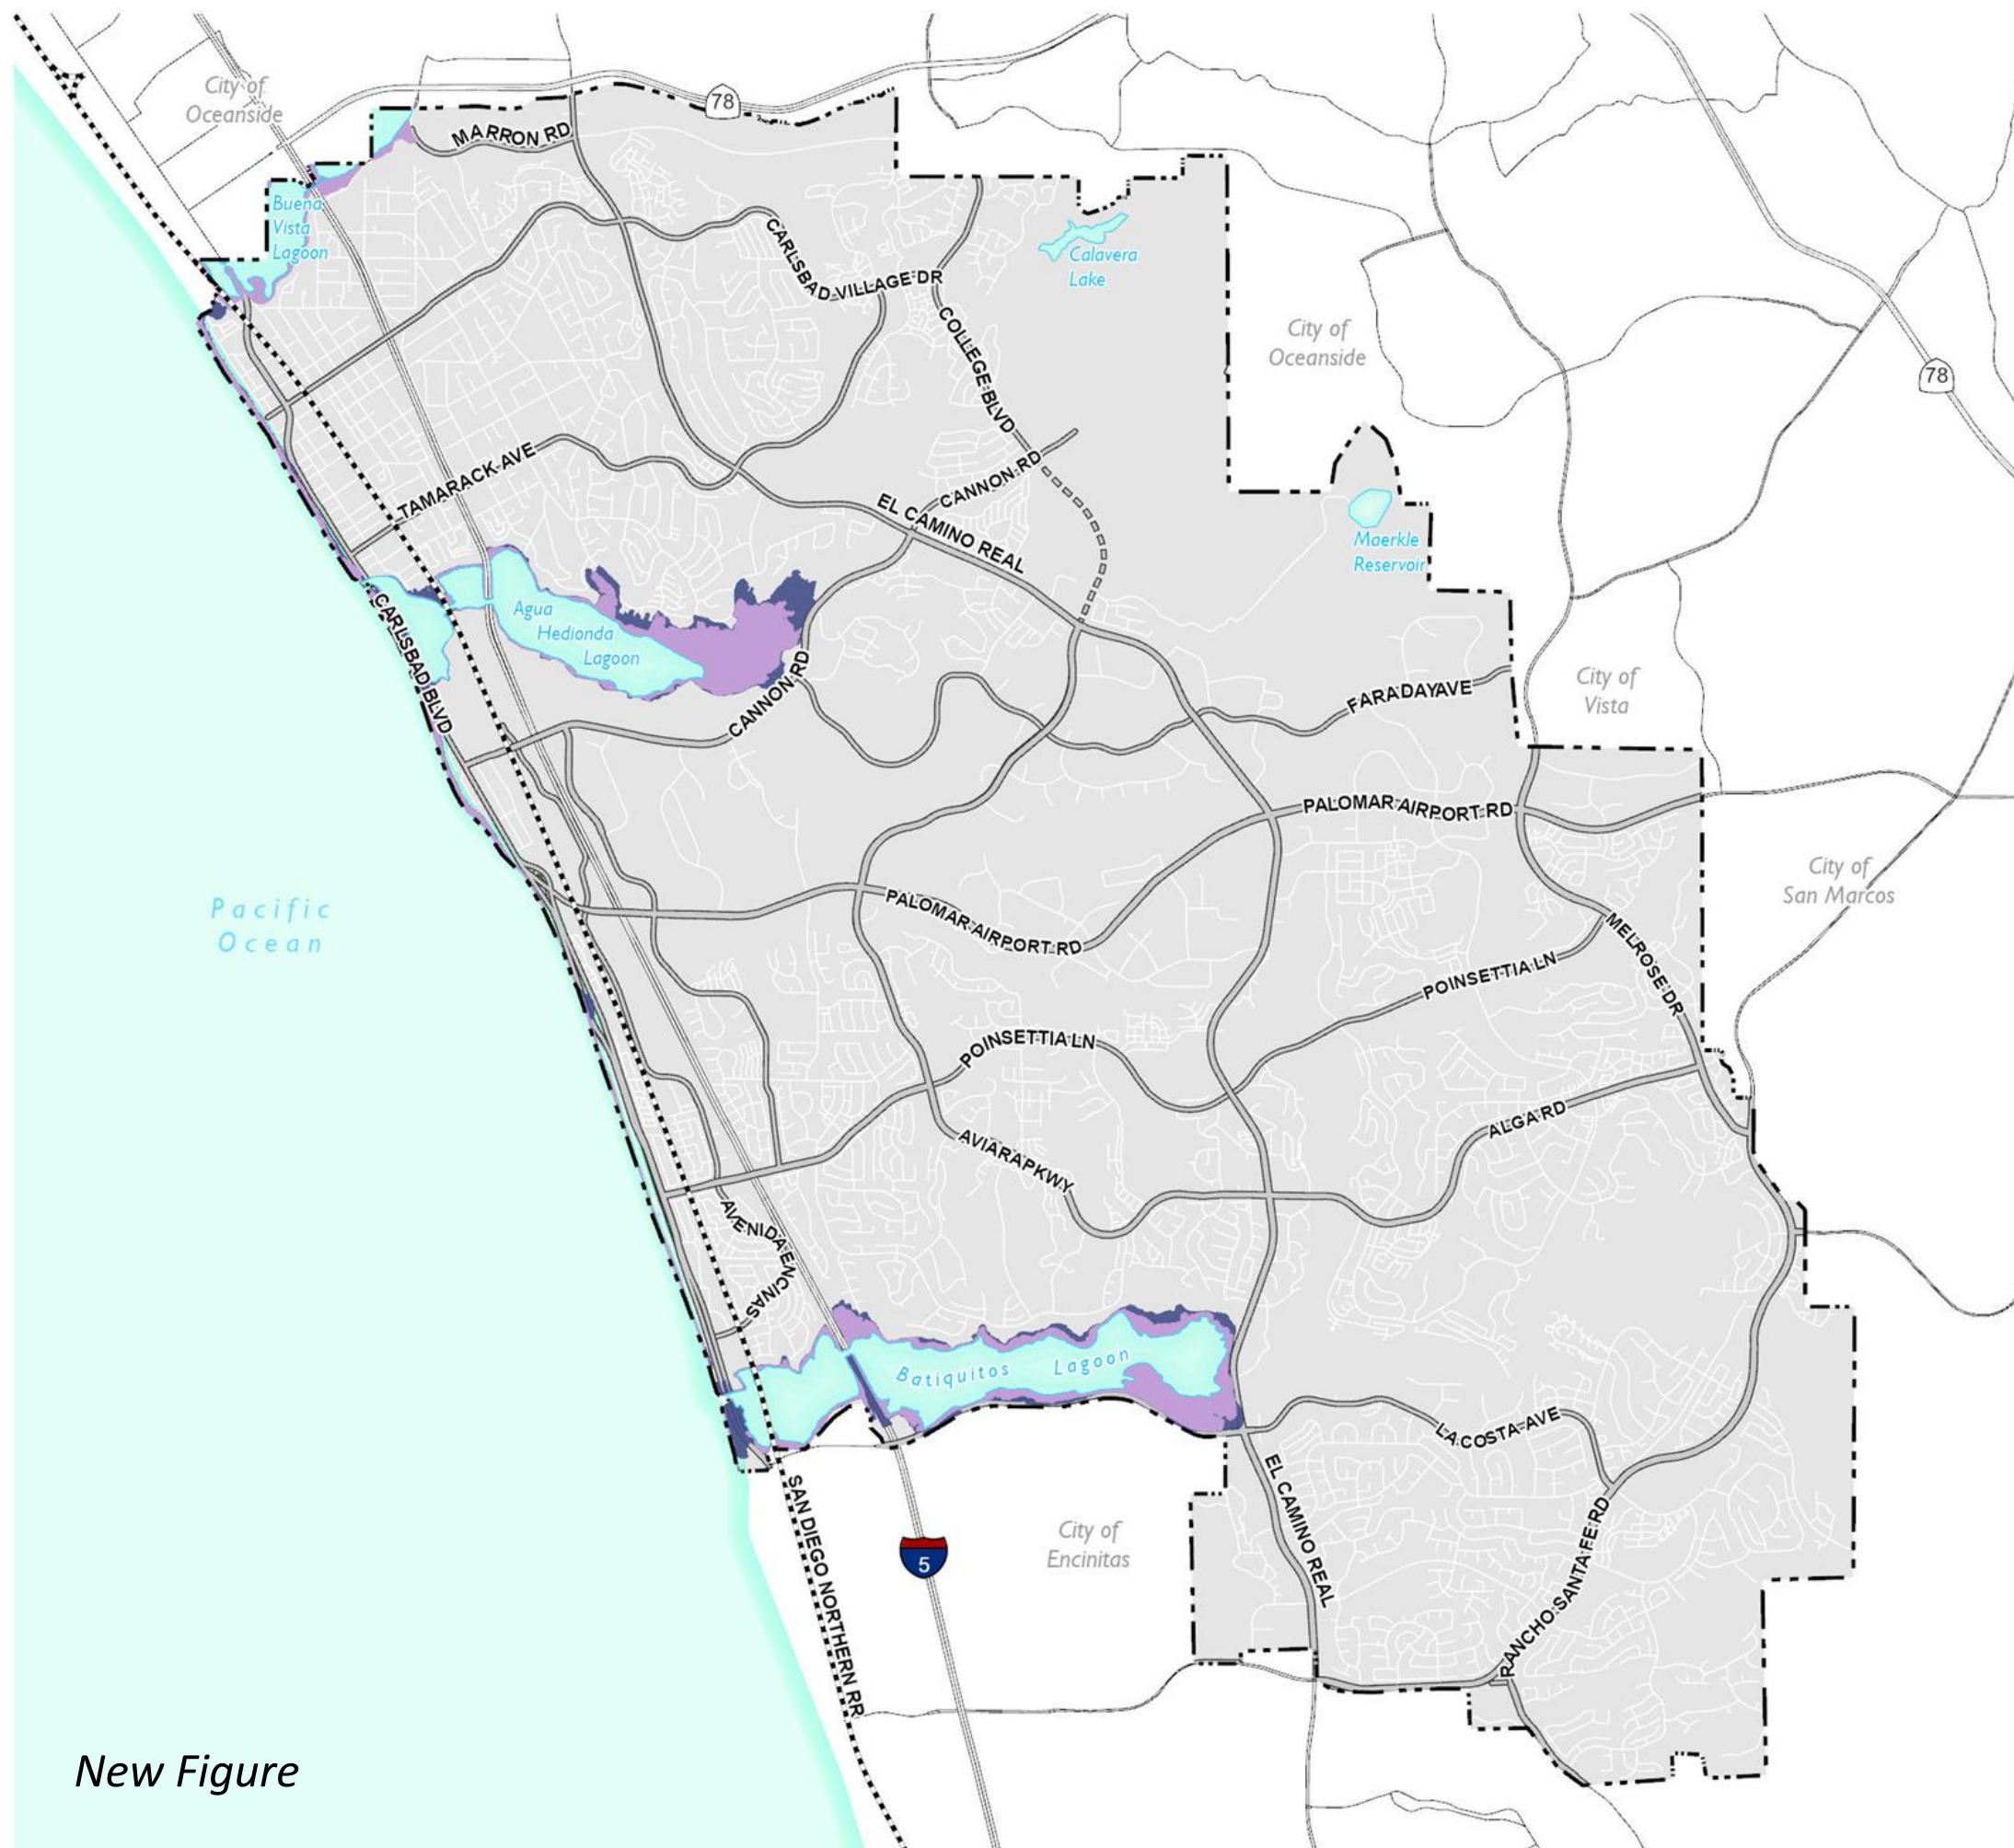 City of
Oceanside
78
MARRON RD
Buena
Vista
Lagoon
CARLSBAD VILLAGE DR
Calavera
Lake
COLLEGE BLVD
City of
Oceanside
78
TAMARACK AVE
CANNON RD
EL CAMINO REAL
Maerkle
Reservoir
Agua
Hedionda
Lagoon
CARLSBAD BLVD
CANNON RD
FARADAY AVE
City of
Vista
PALOMAR AIRPORT RD
City of
San Marcos
Pacific
Ocean
PALOMAR AIRPORT RD
MELROSE DR
POINSETTIA LN
POINSETTIA LN
ALGA RD
AVIARA PKWY
AVENIDA ENCINAS
Batiquitos Lagoon
LA COSTA AVE
EL CAMINO REAL
SAN DIEGO NORTHERN RR
5
City of
Encinitas
RANCHO SANTA FE RD
New Figure